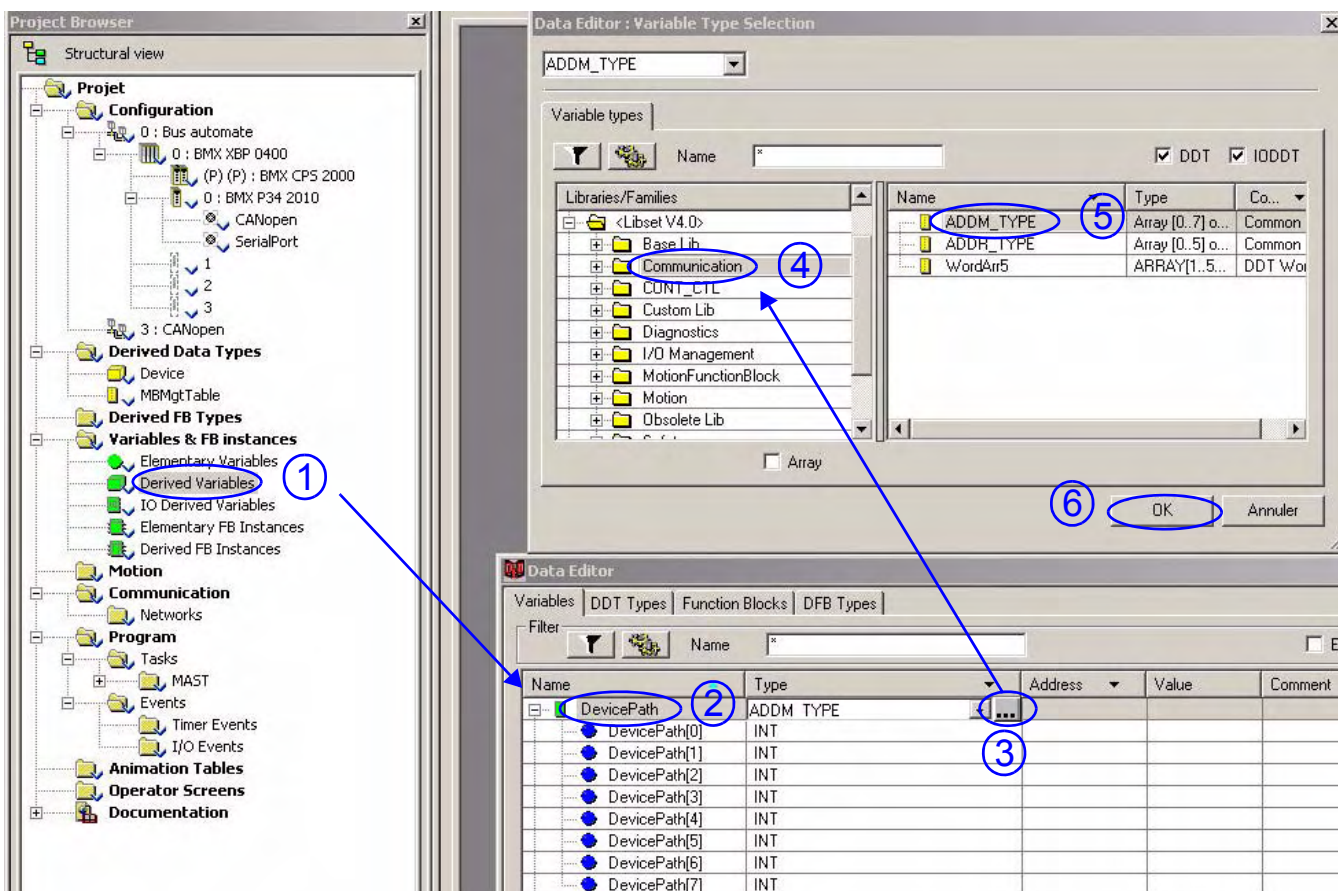 Project Browser
Structural view
Projet
Configuration
0 : Bus automate
0 : BMX XBP 0400
(P) (P) : BMX CPS 2000
0 : BMX P34 2010
CANopen
SerialPort
1
2
3
3 : CANopen
Derived Data Types
Device
MBMgtTable
Derived FB Types
Variables & FB instances
Elementary Variables
Derived Variables
1
IO Derived Variables
Elementary FB Instances
Derived FB Instances
Motion
Communication
Networks
Program
Tasks
MAST
Events
Timer Events
I/O Events
Animation Tables
Operator Screens
Documentation
Data Editor : Variable Type Selection
ADDM_TYPE
Variable types
Name * DDT IODDT
Libraries/Families
<Libset V4.0>
Base Lib
Communication
4
CONT_CTL
Custom Lib
Diagnostics
I/O Management
MotionFunctionBlock
Motion
Obsolete Lib
Name Type Co...
ADDM_TYPE 5 Array [0..7] o... Common
ADDR_TYPE Array [0..5] o... Common
WordArr5 ARRAY[1..5... DDT Wor
Array
6 OK Annuler
Data Editor
Variables DDT Types Function Blocks DFB Types
Filter
Name * E
Name Type Address Value Comment
DevicePath 2 ADDM_TYPE ...
3
DevicePath[0] INT
DevicePath[1] INT
DevicePath[2] INT
DevicePath[3] INT
DevicePath[4] INT
DevicePath[5] INT
DevicePath[6] INT
DevicePath[7] INT